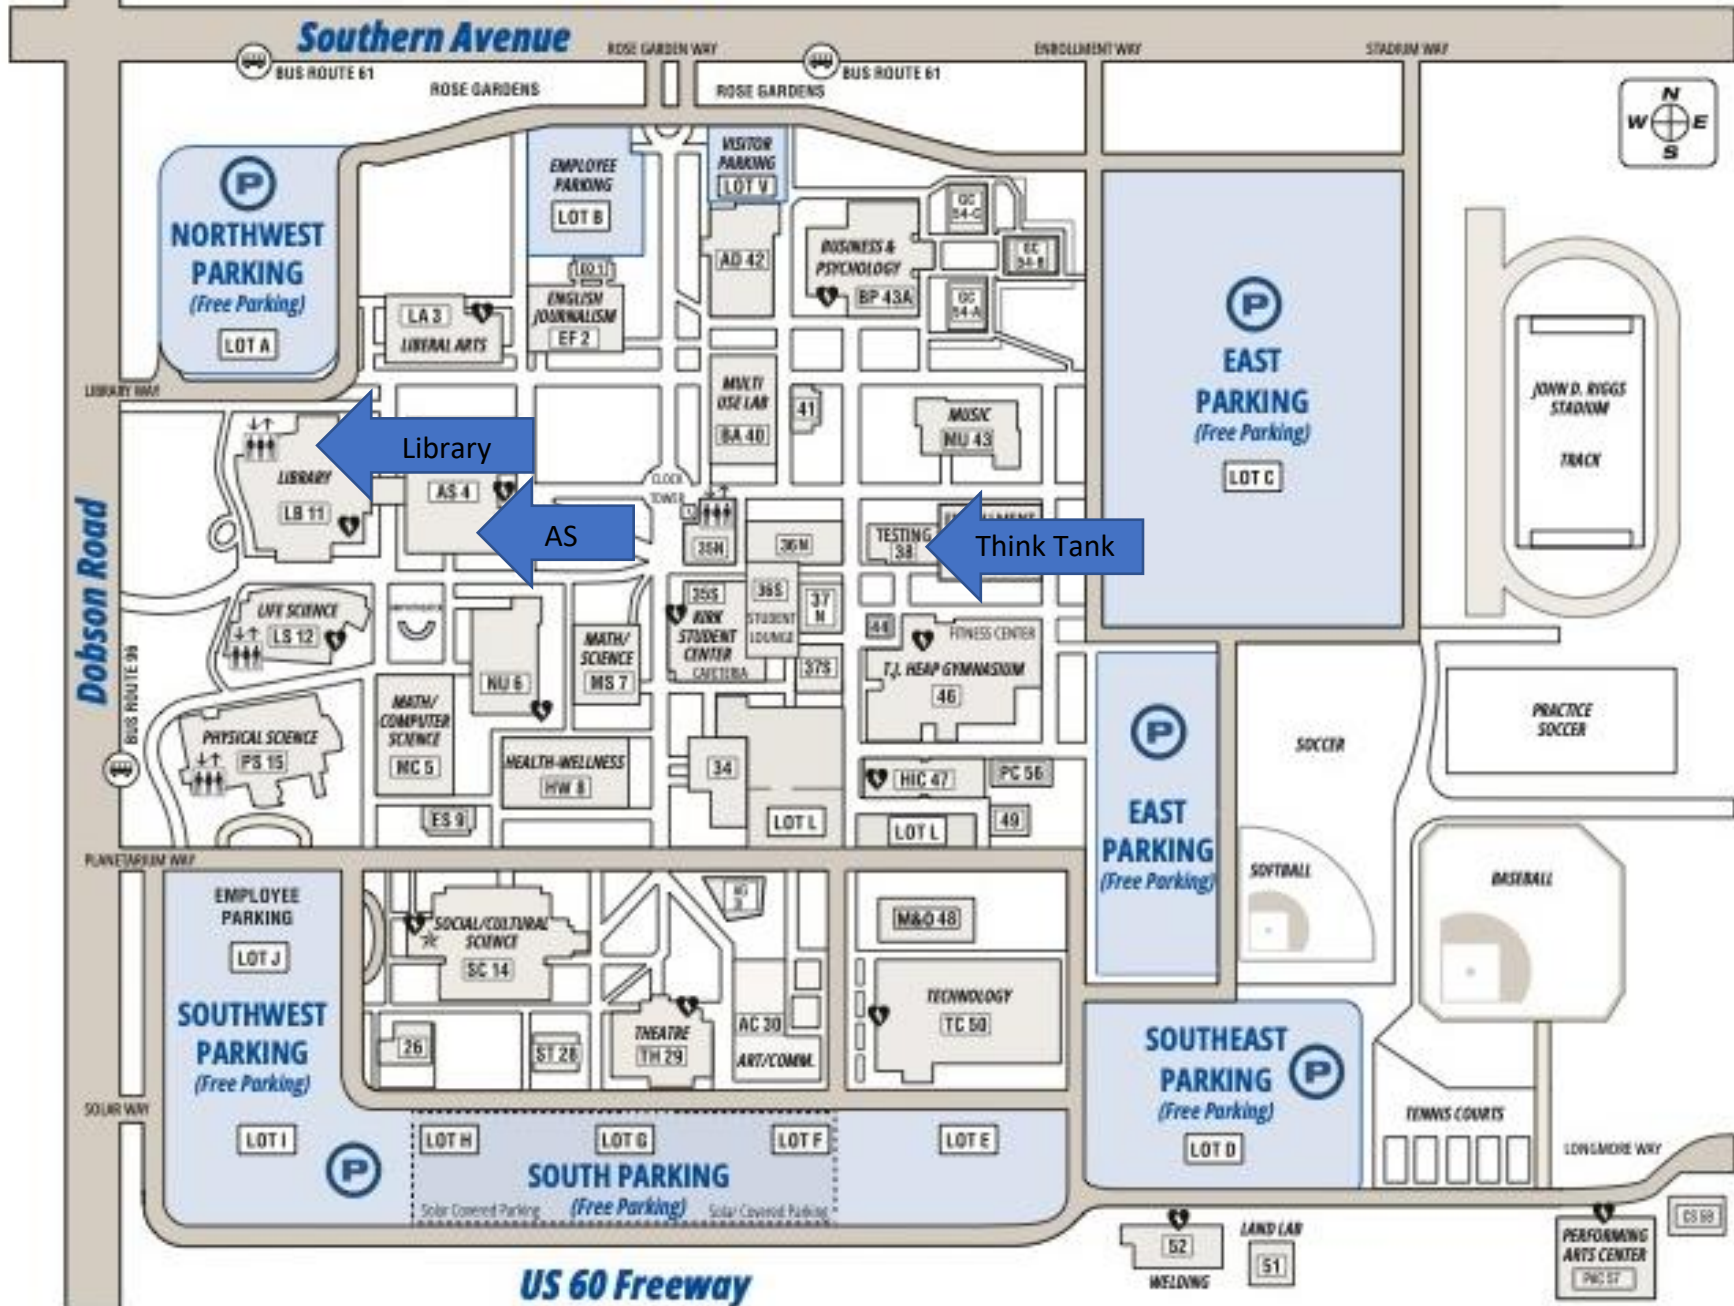 Southern Avenue
ROSE GARDEN WAY
ENROLLMENT WAY
STADIUM WAY
BUS ROUTE 61
BUS ROUTE 61
ROSE GARDENS
ROSE GARDENS
N
W E
S
P
NORTHWEST
PARKING
(Free Parking)
LOT A
EMPLOYEE
PARKING
LOT B
VISITOR
PARKING
LOT V
AD 42
BUSINESS &
PSYCHOLOGY
BP 43A
54-C
54-B
54-A
LA 3
LIBERAL ARTS
ENGLISH
JOURNALISM
EF 2
P
EAST
PARKING
(Free Parking)
LOT C
JOHN D. RIGGS
STADIUM
TRACK
LIBRARY WAY
MULTI
USE LAB
BA 40
41
MUSIC
MU 43
Library
LIBRARY
LB 11
AS 4
AS
CLOCK
TOWER
35N
36N
TESTING
38
Think Tank
Dobson Road
BUS ROUTE 96
LIFE SCIENCE
LS 12
NU 6
MATH/
SCIENCE
MS 7
35S
KIRK
STUDENT
CENTER
CAFETERIA
36S
STUDENT
LOUNGE
37
N
37S
44
FITNESS CENTER
T.J. HEAP GYMNASIUM
46
PHYSICAL SCIENCE
PS 15
MATH/
COMPUTER
SCIENCE
MC 5
HEALTH-WELLNESS
HW 8
ES 9
34
LOT L
HIC 47
PC 56
LOT L
49
P
EAST
PARKING
(Free Parking)
SOCCER
PRACTICE
SOCCER
SOFTBALL
BASEBALL
PLANETARIUM WAY
EMPLOYEE
PARKING
LOT J
SOUTHWEST
PARKING
(Free Parking)
LOT I
P
SOCIAL/CULTURAL
SCIENCE
SC 14
26
ST 28
THEATRE
TH 29
AC 30
ART/COMM.
M&O 48
TECHNOLOGY
TC 50
SOUTHEAST
PARKING
(Free Parking)
P
LOT D
TENNIS COURTS
SOLAR WAY
LOT H
LOT G
LOT F
LOT E
SOUTH PARKING
(Free Parking)
Solar Covered Parking
Solar Covered Parking
LONGMORE WAY
US 60 Freeway
52
WELDING
LAND LAB
51
PERFORMING
ARTS CENTER
PAC 57